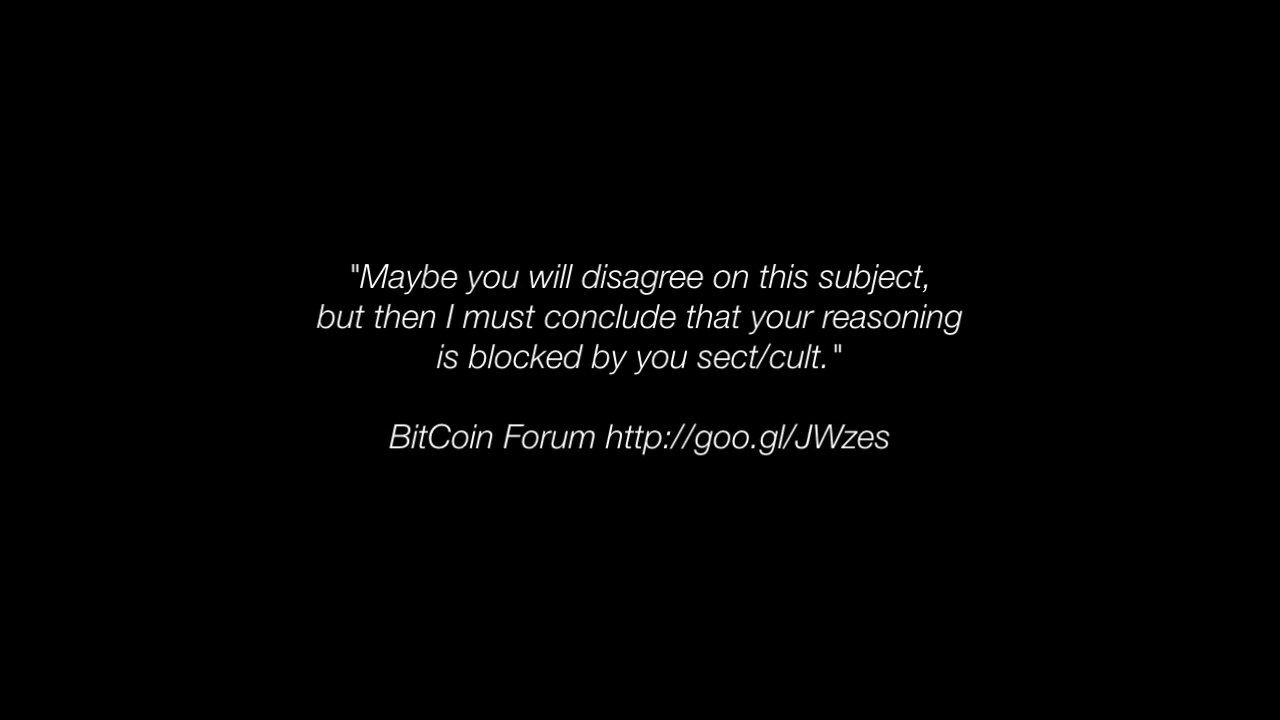 "Maybe you will disagree on this subject,
but then I must conclude that your reasoning
is blocked by you sect/cult."
BitCoin Forum http://goo.gl/JWzes